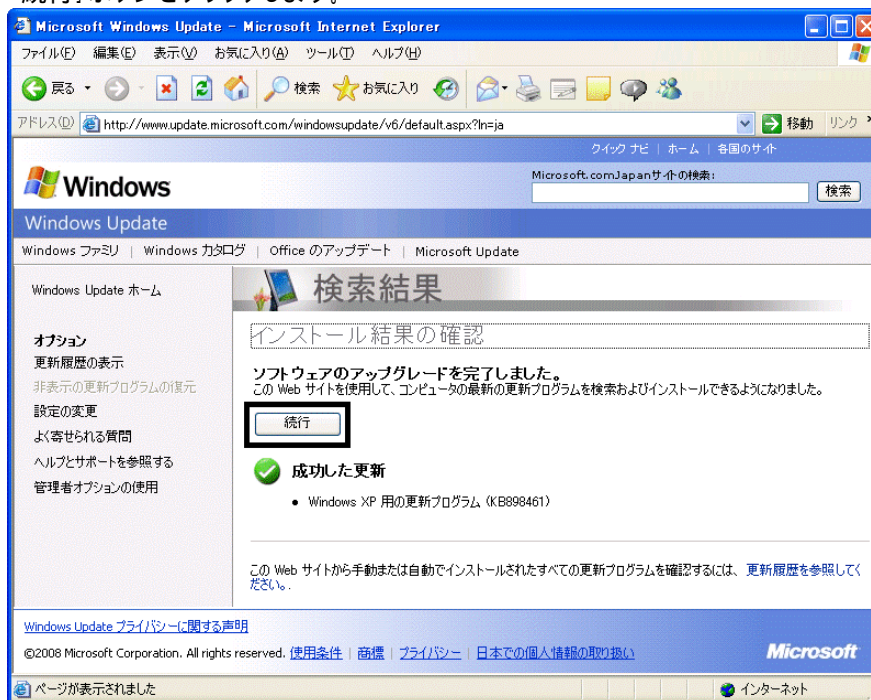 続行]ボタンをクリックします。
Microsoft Windows Update - Microsoft Internet Explorer
ファイル(F) 編集(E) 表示(V) お気に入り(A) ツール(T) ヘルプ(H)
戻る 検索 お気に入り
アドレス(D) http://www.update.microsoft.com/windowsupdate/v6/default.aspx?ln=ja 移動 リンク
クイック ナビ | ホーム | 各国のサイト
Windows
Microsoft.comJapanサイトの検索:
検索
Windows Update
Windows ファミリ | Windows カタログ | Office のアップデート | Microsoft Update
Windows Update ホーム
オプション
更新履歴の表示
非表示の更新プログラムの復元
設定の変更
よく寄せられる質問
ヘルプとサポートを参照する
管理者オプションの使用
検索結果
インストール結果の確認
ソフトウェアのアップグレードを完了しました。
この Web サイトを使用して、コンピュータの最新の更新プログラムを検索およびインストールできるようになりました。
続行
成功した更新
• Windows XP 用の更新プログラム (KB898461)
この Web サイトから手動または自動でインストールされたすべての更新プログラムを確認するには、更新履歴を参照してく
ださい。.
Windows Update プライバシーに関する声明
©2008 Microsoft Corporation. All rights reserved. 使用条件 | 商標 | プライバシー | 日本での個人情報の取り扱い
Microsoft
ページが表示されました インターネット